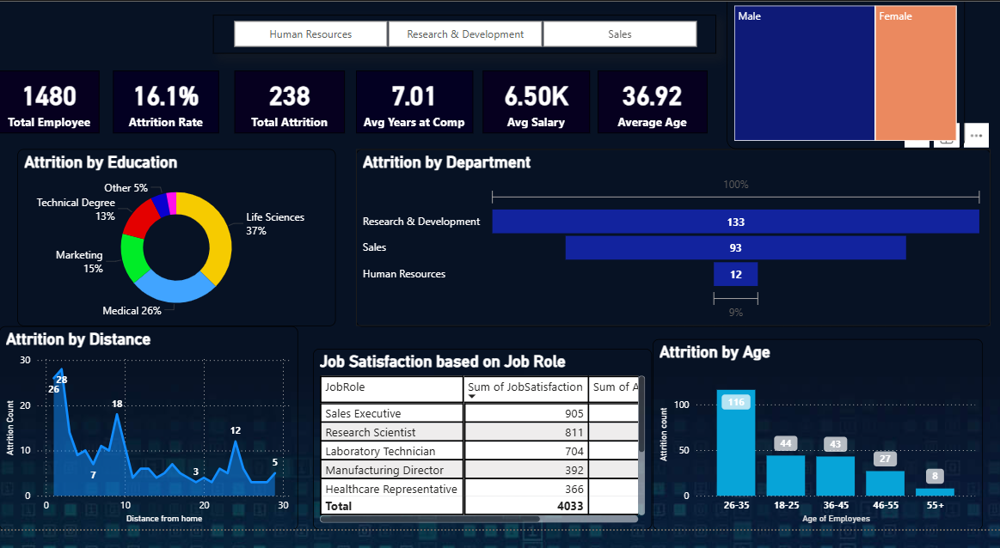 Human Resources
Research & Development
Sales
Male
Female
1480
Total Employee
16.1%
Attrition Rate
238
Total Attrition
7.01
Avg Years at Comp
6.50K
Avg Salary
36.92
Average Age
Attrition by Education
Other 5%
Technical Degree
13%
Life Sciences
37%
Marketing
15%
Medical 26%
Attrition by Department
100%
Research & Development
133
Sales
93
Human Resources
12
9%
Attrition by Distance
Attrition Count
30
20
10
0
26
28
7
18
3
12
5
0
10
20
30
Distance from home
Job Satisfaction based on Job Role
JobRole Sum of JobSatisfaction Sum of A
Sales Executive 905
Research Scientist 811
Laboratory Technician 704
Manufacturing Director 392
Healthcare Representative 366
Total 4033
Attrition by Age
Attrition count
100
50
0
116
44
43
27
8
26-35
18-25
36-45
46-55
55+
Age of Employees